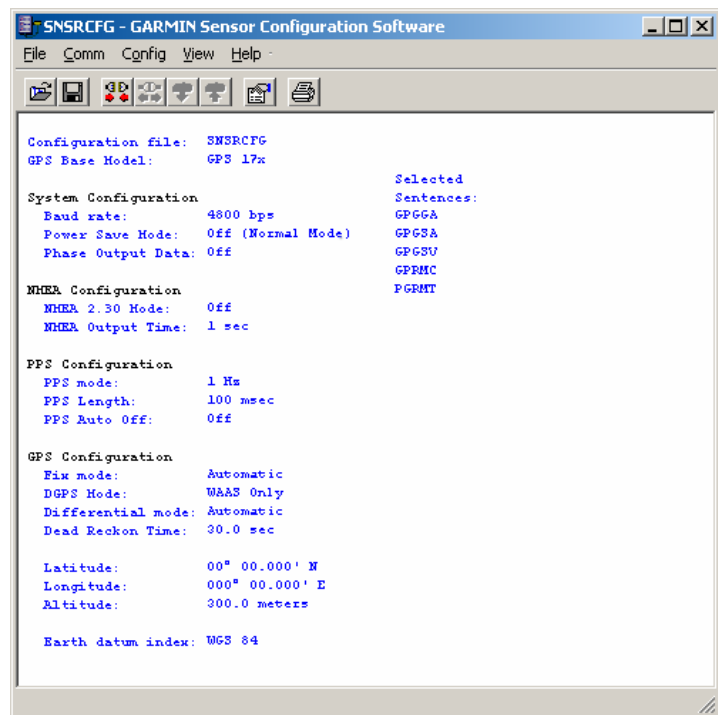 SNSRCFG - GARMIN Sensor Configuration Software
File Comm Config View Help
Configuration file: SNSRCFG
GPS Base Model: GPS 17x
Selected
System Configuration Sentences:
Baud rate: 4800 bps GPGGA
Power Save Mode: Off (Normal Mode) GPGSA
Phase Output Data: Off GPGSV
GPRMC
NMEA Configuration PGRMT
NMEA 2.30 Mode: Off
NMEA Output Time: 1 sec
PPS Configuration
PPS mode: 1 Hz
PPS Length: 100 msec
PPS Auto Off: Off
GPS Configuration
Fix mode: Automatic
DGPS Mode: WAAS Only
Differential mode: Automatic
Dead Reckon Time: 30.0 sec
Latitude: 00° 00.000' N
Longitude: 000° 00.000' E
Altitude: 300.0 meters
Earth datum index: WGS 84